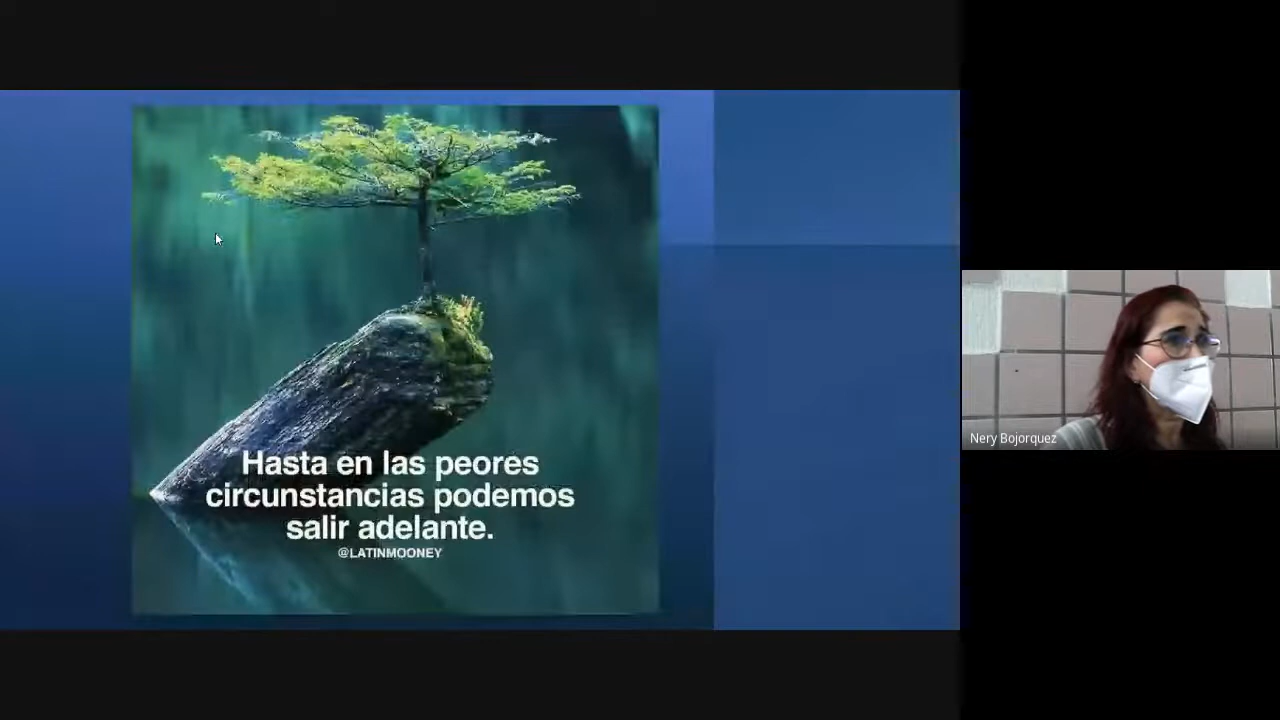 Hasta en las peores
circunstancias podemos
salir adelante.
@LATINMOONEY
Nery Bojorquez